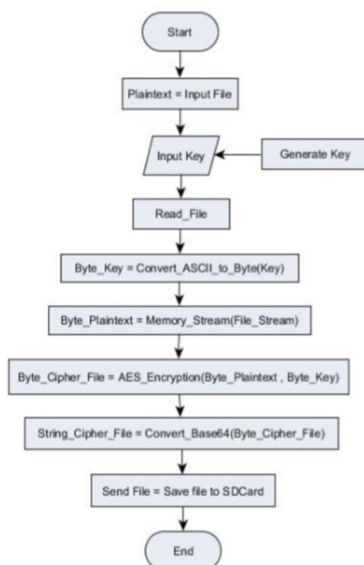 Start
Plaintext = Input File
Input Key
Generate Key
Read_File
Byte_Key = Convert_ASCII_to_Byte(Key)
Byte_Plaintext = Memory_Stream(File_Stream)
Byte_Cipher_File = AES_Encryption(Byte_Plaintext , Byte_Key)
String_Cipher_File = Convert_Base64(Byte_Cipher_File)
Send File = Save file to SDCard
End